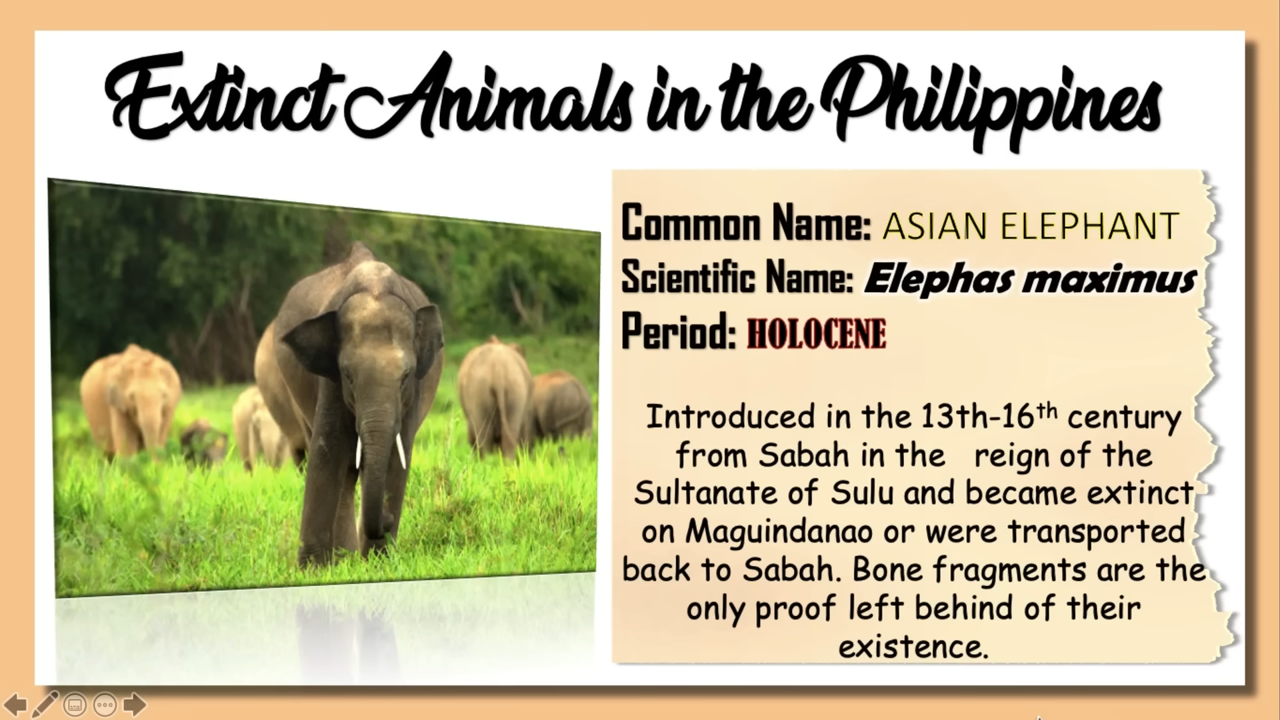 Extinct Animals in the Philippines
Common Name: ASIAN ELEPHANT
Scientific Name: Elephas maximus
Period: HOLOCENE
Introduced in the 13th-16th century
from Sabah in the reign of the
Sultanate of Sulu and became extinct
on Maguindanao or were transported
back to Sabah. Bone fragments are the
only proof left behind of their
existence.